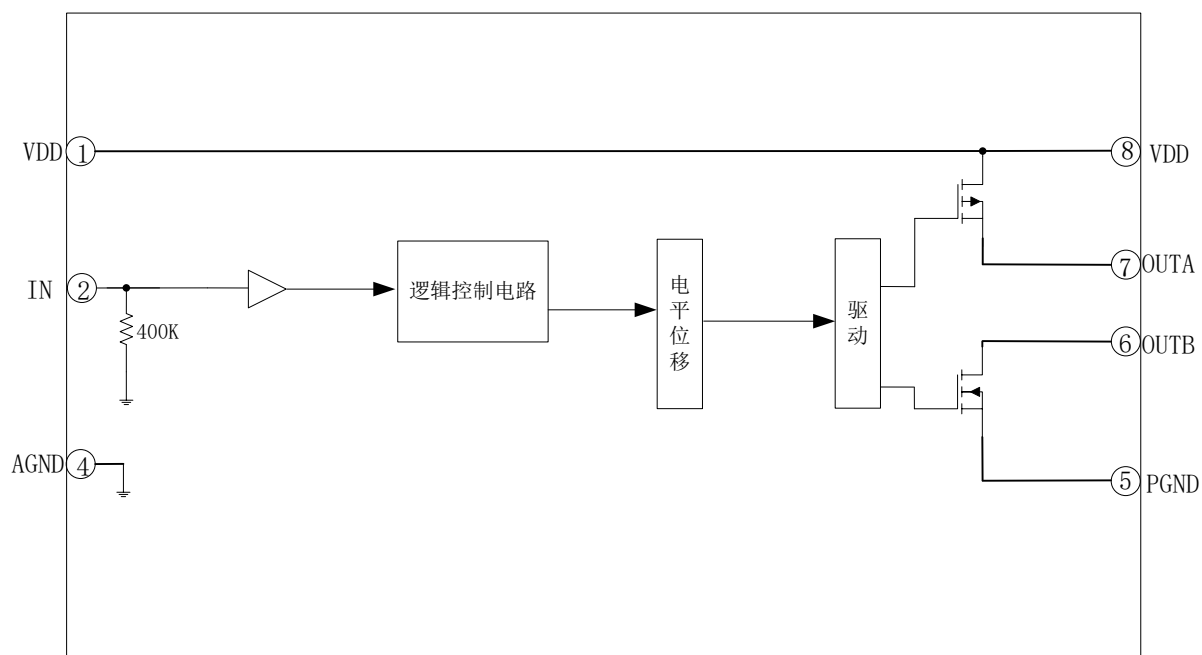 VDD 1
8 VDD
IN 2
400K
逻辑控制电路
电平位移
驱动
7 OUTA
6 OUTB
AGND 4
5 PGND